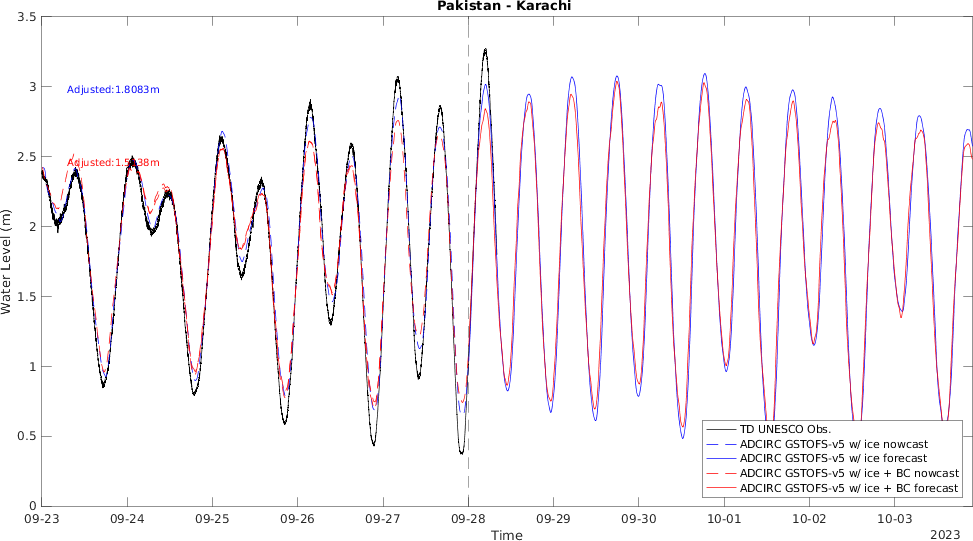 Pakistan - Karachi
3.5
3
2.5
2
1.5
1
0.5
0
Water Level (m)
Adjusted:1.8083m
09-23
09-24
09-25
09-26
09-27
09-28
09-29
09-30
10-01
10-02
10-03
Time
2023
TD UNESCO Obs.
ADCIRC GSTOFS-v5 w/ ice nowcast
ADCIRC GSTOFS-v5 w/ ice forecast
ADCIRC GSTOFS-v5 w/ ice + BC nowcast
ADCIRC GSTOFS-v5 w/ ice + BC forecast